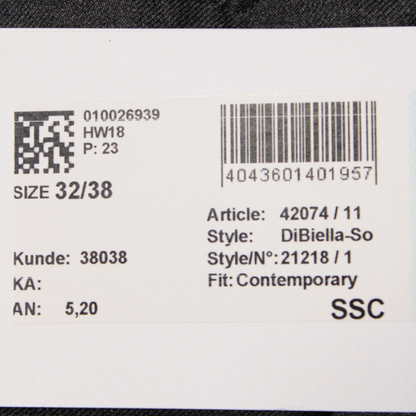 010026939
HW18
P: 23
SIZE 32/38
4043601401957
Article: 42074 / 11
Style: DiBiella-So
Style/N°: 21218 / 1
Fit: Contemporary
Kunde: 38038
KA:
AN: 5,20
SSC